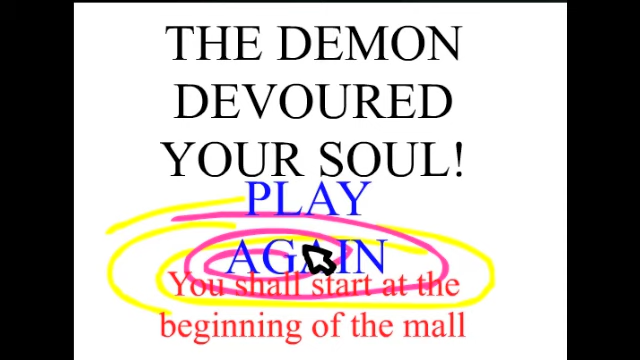 THE DEMON
DEVOURED
YOUR SOUL!
PLAY
AGAIN
You shall start at the
beginning of the mall